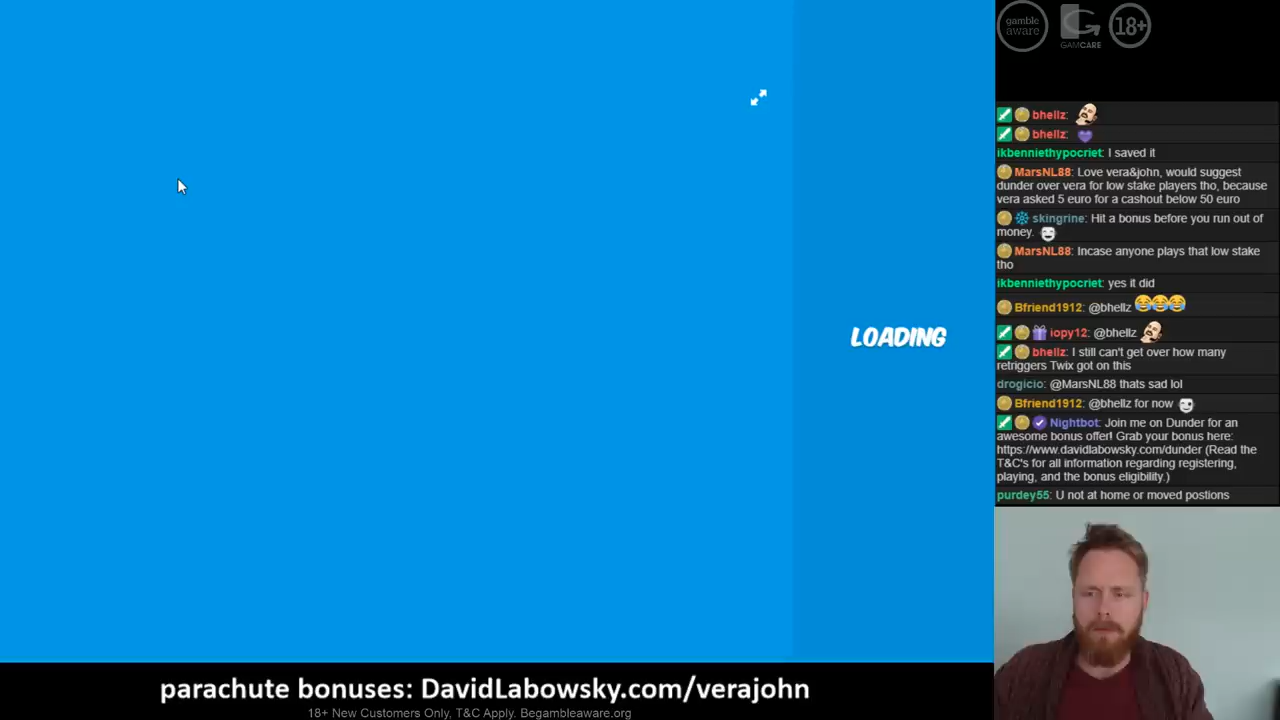 gamble
aware
GAMCARE
18+
bhellz:
bhellz:
ikbenniethypocriet: I saved it
MarsNL88: Love vera&john, would suggest
dunder over vera for low stake players tho, because
vera asked 5 euro for a cashout below 50 euro
skingrine: Hit a bonus before you run out of
money.
MarsNL88: Incase anyone plays that low stake
tho
ikbenniethypocriet: yes it did
Bfriend1912: @bhellz
iopy12: @bhellz
bhellz: I still can't get over how many
retriggers Twix got on this
drogicio: @MarsNL88 thats sad lol
Bfriend1912: @bhellz for now
Nightbot: Join me on Dunder for an
awesome bonus offer! Grab your bonus here:
https://www.davidlabowsky.com/dunder (Read the
T&C's for all information regarding registering,
playing, and the bonus eligibility.)
purdey55: U not at home or moved postions
LOADING
parachute bonuses: DavidLabowsky.com/verajohn
18+ New Customers Only, T&C Apply. Begambleaware.org